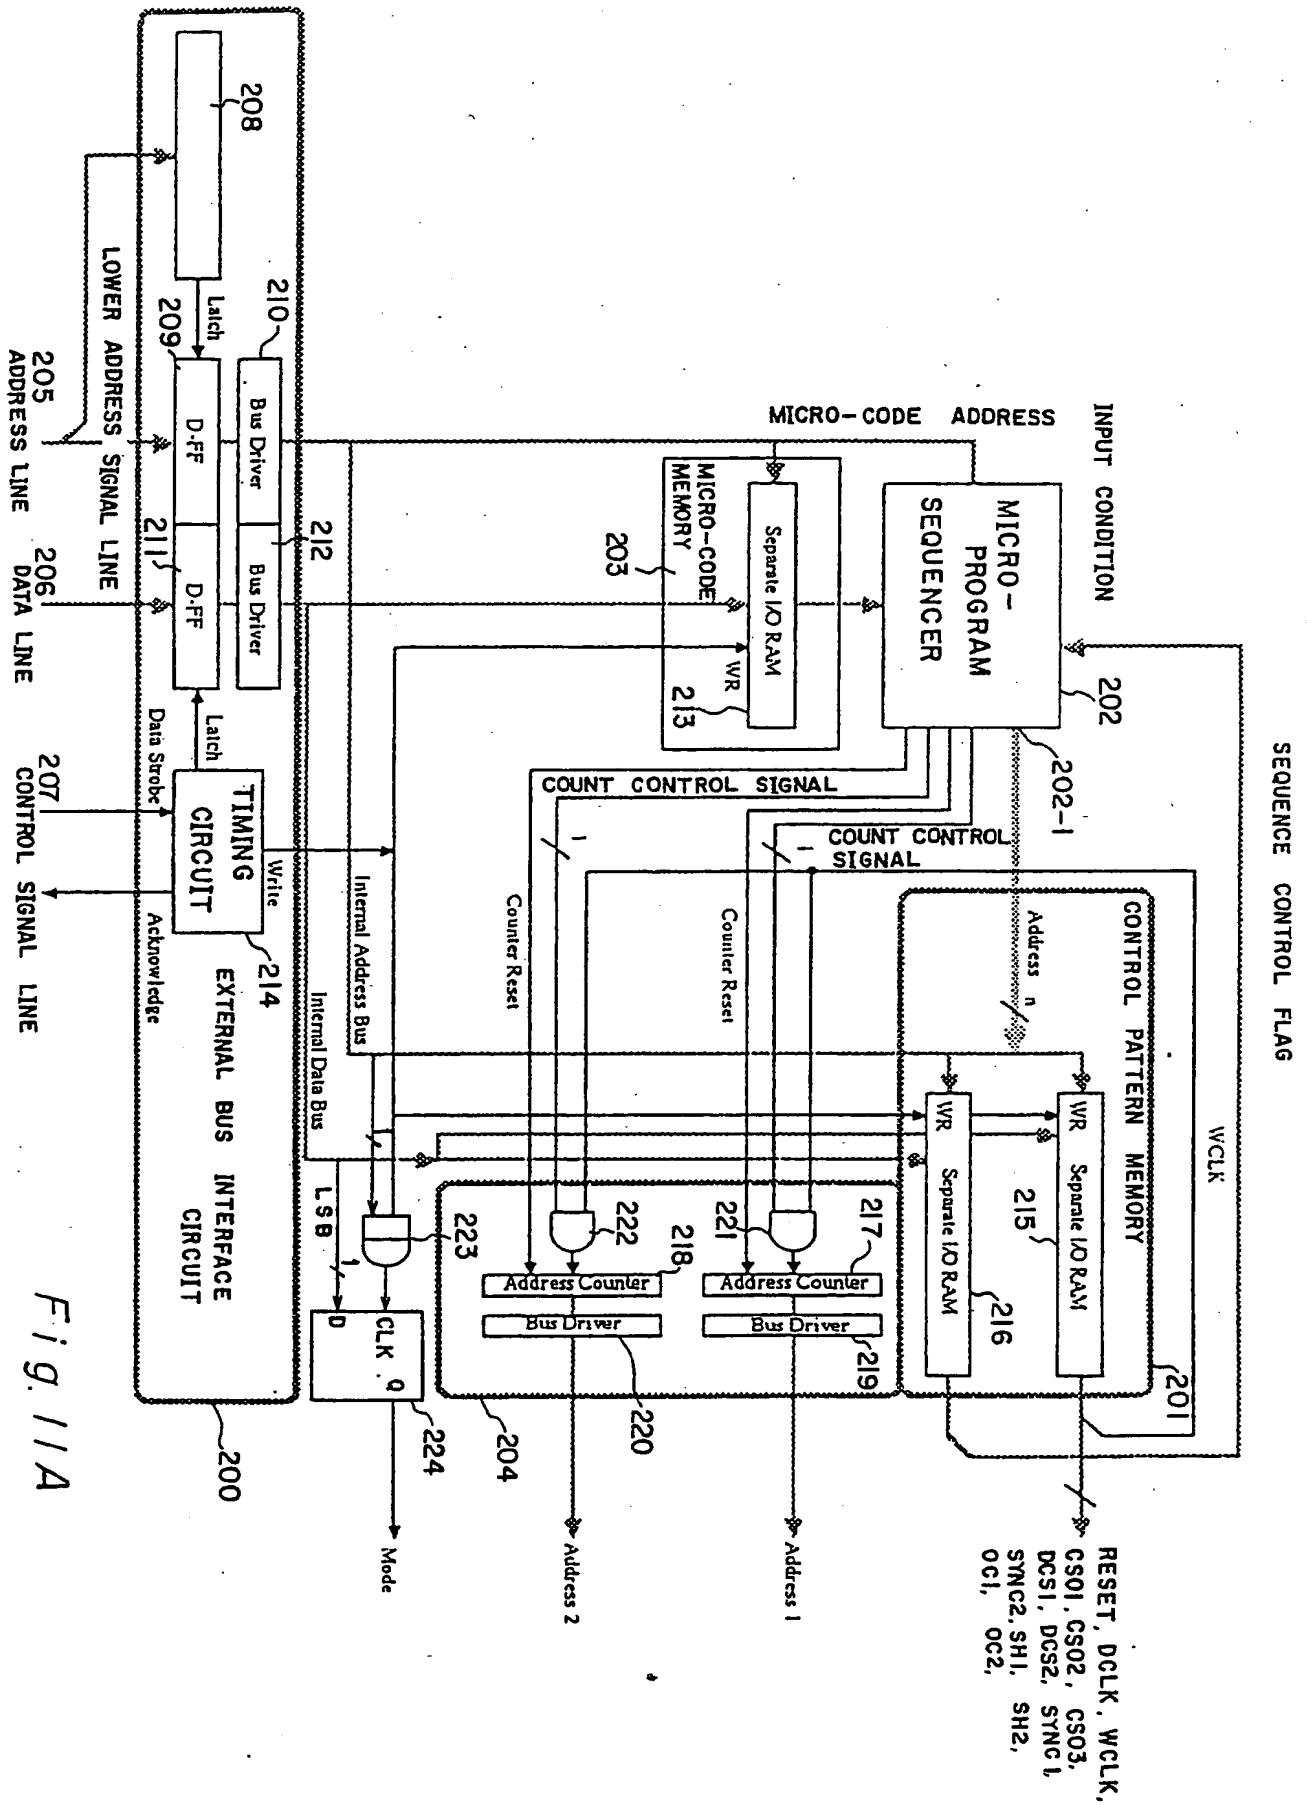 SEQUENCE CONTROL FLAG
INPUT CONDITION
MICRO-CODE ADDRESS
MICRO-
PROGRAM
SEQUENCER
202
202-1
MICRO-CODE
MEMORY
203
Separate I/O RAM
WR
213
COUNT CONTROL SIGNAL
1
Counter Reset
COUNT CONTROL
SIGNAL
1
Counter Reset
Address n
CONTROL PATTERN MEMORY
WCLK
WR
Separate I/O RAM
215
WR
Separate I/O RAM
216
201
RESET, DCLK, WCLK,
CSO1, CSO2, CSO3,
DCS1, DCS2, SYNC1,
SYNC2, SH1, SH2,
OC1, OC2,
221
217
Address Counter
Bus Driver
219
Address 1
222
218
Address Counter
Bus Driver
220
Address 2
204
223
CLK
D
Q
224
Mode
LSB
1
Internal Address Bus
Internal Data Bus
208
Latch
209
D-FF
210
Bus Driver
211
D-FF
212
Bus Driver
Latch
TIMING
CIRCUIT
214
Write
Data Strobe
Acknowledge
EXTERNAL BUS INTERFACE
CIRCUIT
200
LOWER ADDRESS SIGNAL LINE
205
ADDRESS LINE
206
DATA LINE
207
CONTROL SIGNAL LINE
Fig. 11A